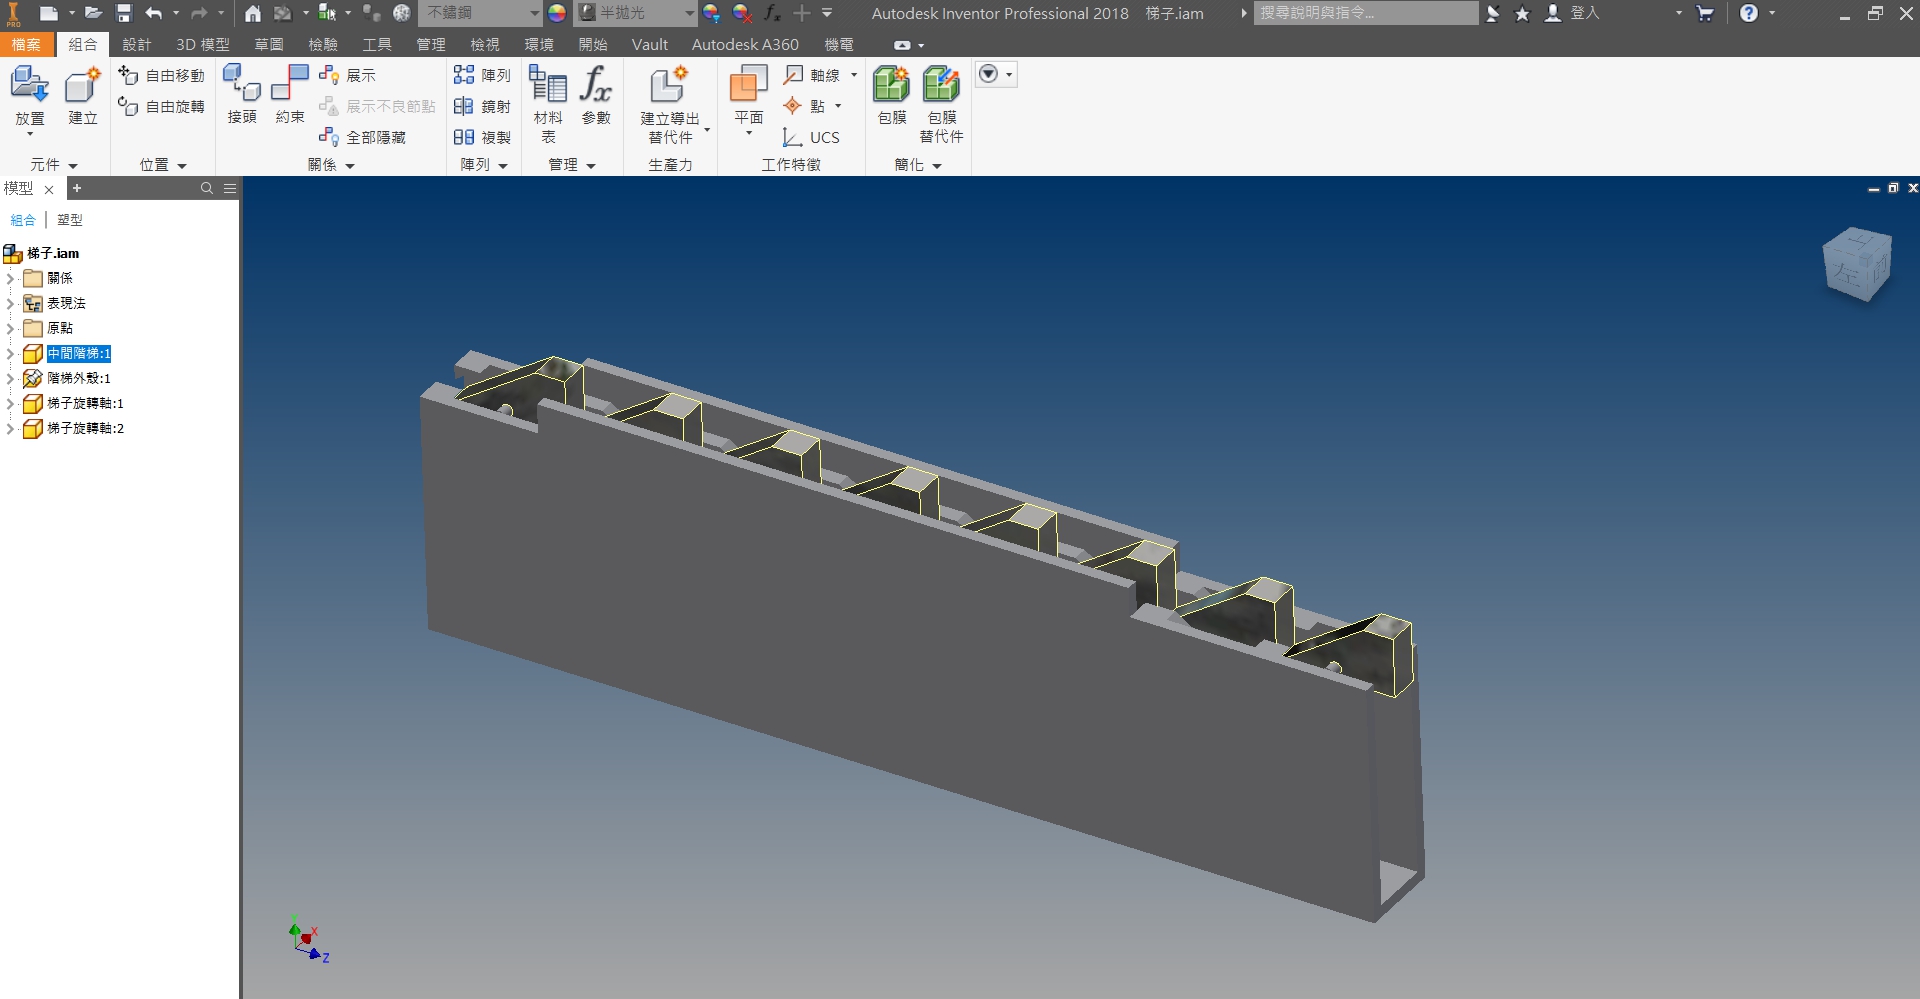 PRO 不鏽鋼 半拋光 fx Autodesk Inventor Professional 2018 梯子.iam 搜尋說明與指令... 登入
檔案 組合 設計 3D 模型 草圖 檢驗 工具 管理 檢視 環境 開始 Vault Autodesk A360 機電
放置
建立
自由移動
自由旋轉
接頭
約束
展示
展示不良節點
全部隱藏
陣列
鏡射
複製
材料
表
fx
參數
建立導出
替代件
平面
軸線
點
UCS
包膜
包膜
替代件
元件 位置 關係 陣列 管理 生產力 工作特徵 簡化
模型
組合 | 塑型
梯子.iam
關係
表現法
原點
中間階梯:1
階梯外殼:1
梯子旋轉軸:1
梯子旋轉軸:2
上
左
X
Z